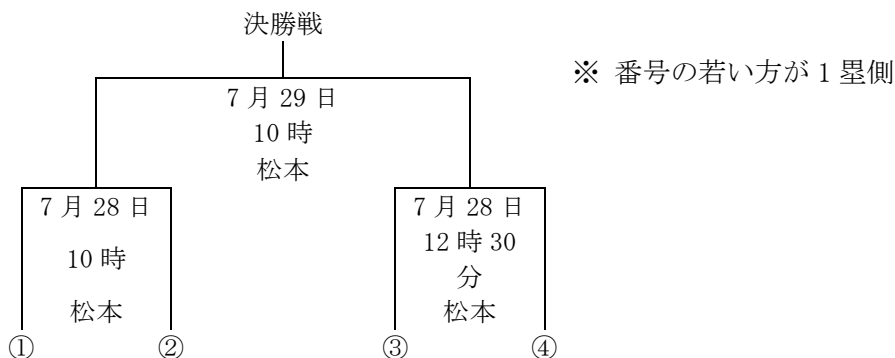 決勝戦
※ 番号の若い方が1塁側
7月29日
10時
松本
7月28日
10時
松本
7月28日
12時30
分
松本
①
②
③
④